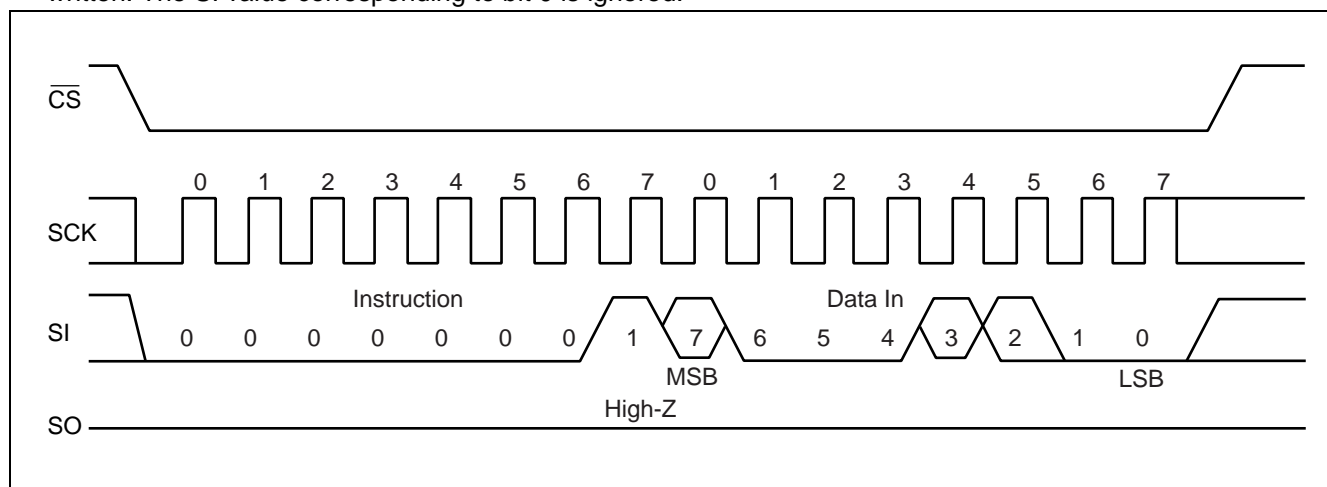 written. The SI value corresponding to bit 0 is ignored.
CS
0 1 2 3 4 5 6 7 0 1 2 3 4 5 6 7
SCK
Instruction Data In
SI 0 0 0 0 0 0 0 1 7 6 5 4 3 2 1 0
MSB LSB
High-Z
SO